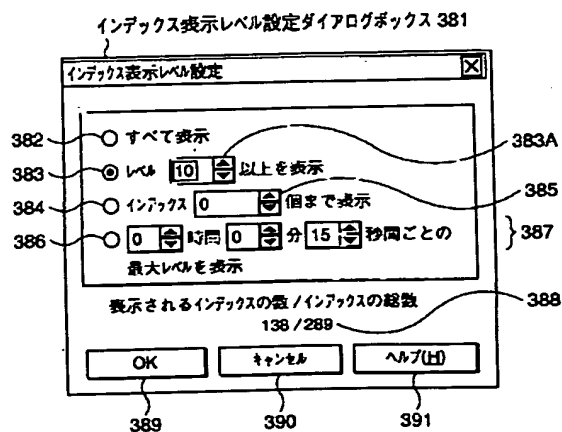 インデックス表示レベル設定ダイアログボックス 381
インデックス表示レベル設定
382 すべて表示 383A
383 レベル 10 以上を表示
384 インデックス 0 個まで表示 385
386 0 時間 0 分 15 秒間ごとの 387
最大レベルを表示
表示されるインデックスの数 / インデックスの総数 388
138 / 289
OK キャンセル ヘルプ(H)
389 390 391